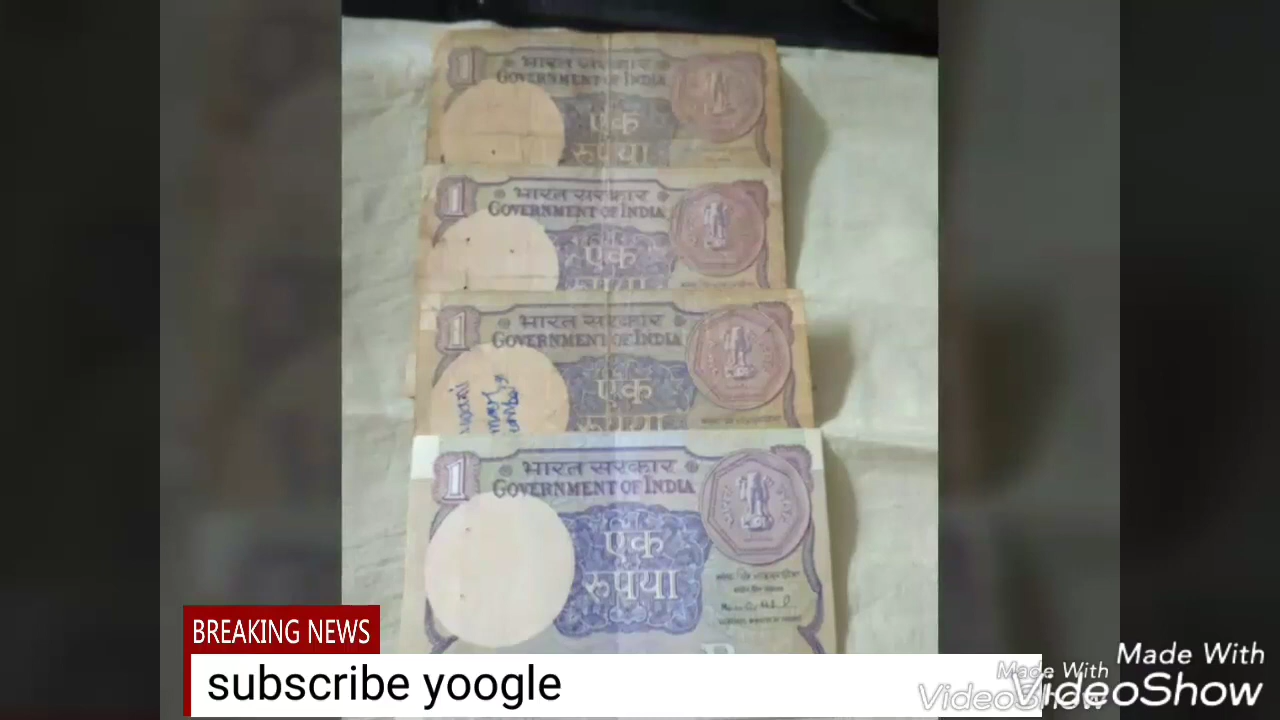 1
भारत सरकार
GOVERNMENT OF INDIA
एक
रुपया
1
भारत सरकार
GOVERNMENT OF INDIA
एक
रुपया
1
भारत सरकार
GOVERNMENT OF INDIA
एक
रुपया
1
भारत सरकार
GOVERNMENT OF INDIA
एक
रुपया
BREAKING NEWS
subscribe yoogle
Made With
VideoShow
Made With
VideoShow